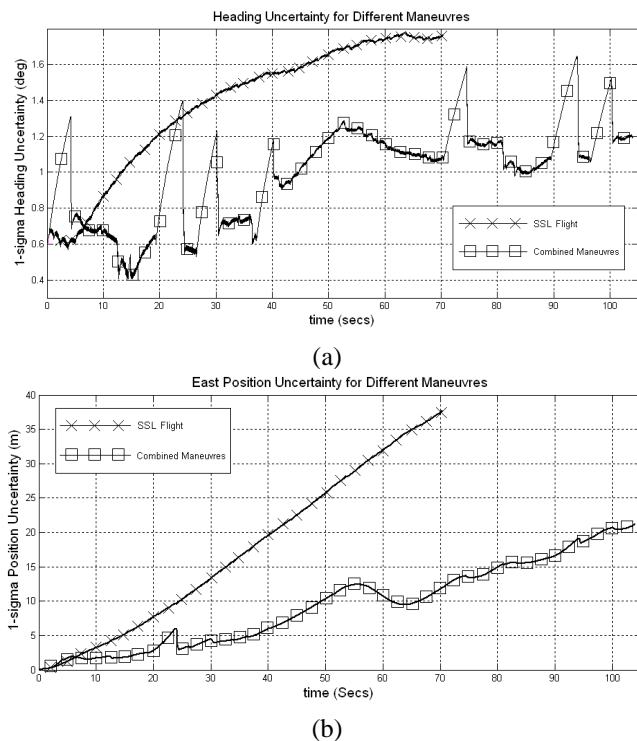 Heading Uncertainty for Different Maneuvres
1-sigma Heading Uncertainty (deg)
1.6
1.4
1.2
1
0.8
0.6
0.4
SSL Flight
Combined Maneuvres
0 10 20 30 40 50 60 70 80 90 100
time (secs)
(a)
East Position Uncertainty for Different Maneuvres
1-sigma Position Uncertainty (m)
40
35
30
25
20
15
10
5
0
SSL Flight
Combined Maneuvres
0 10 20 30 40 50 60 70 80 90 100
time (Secs)
(b)